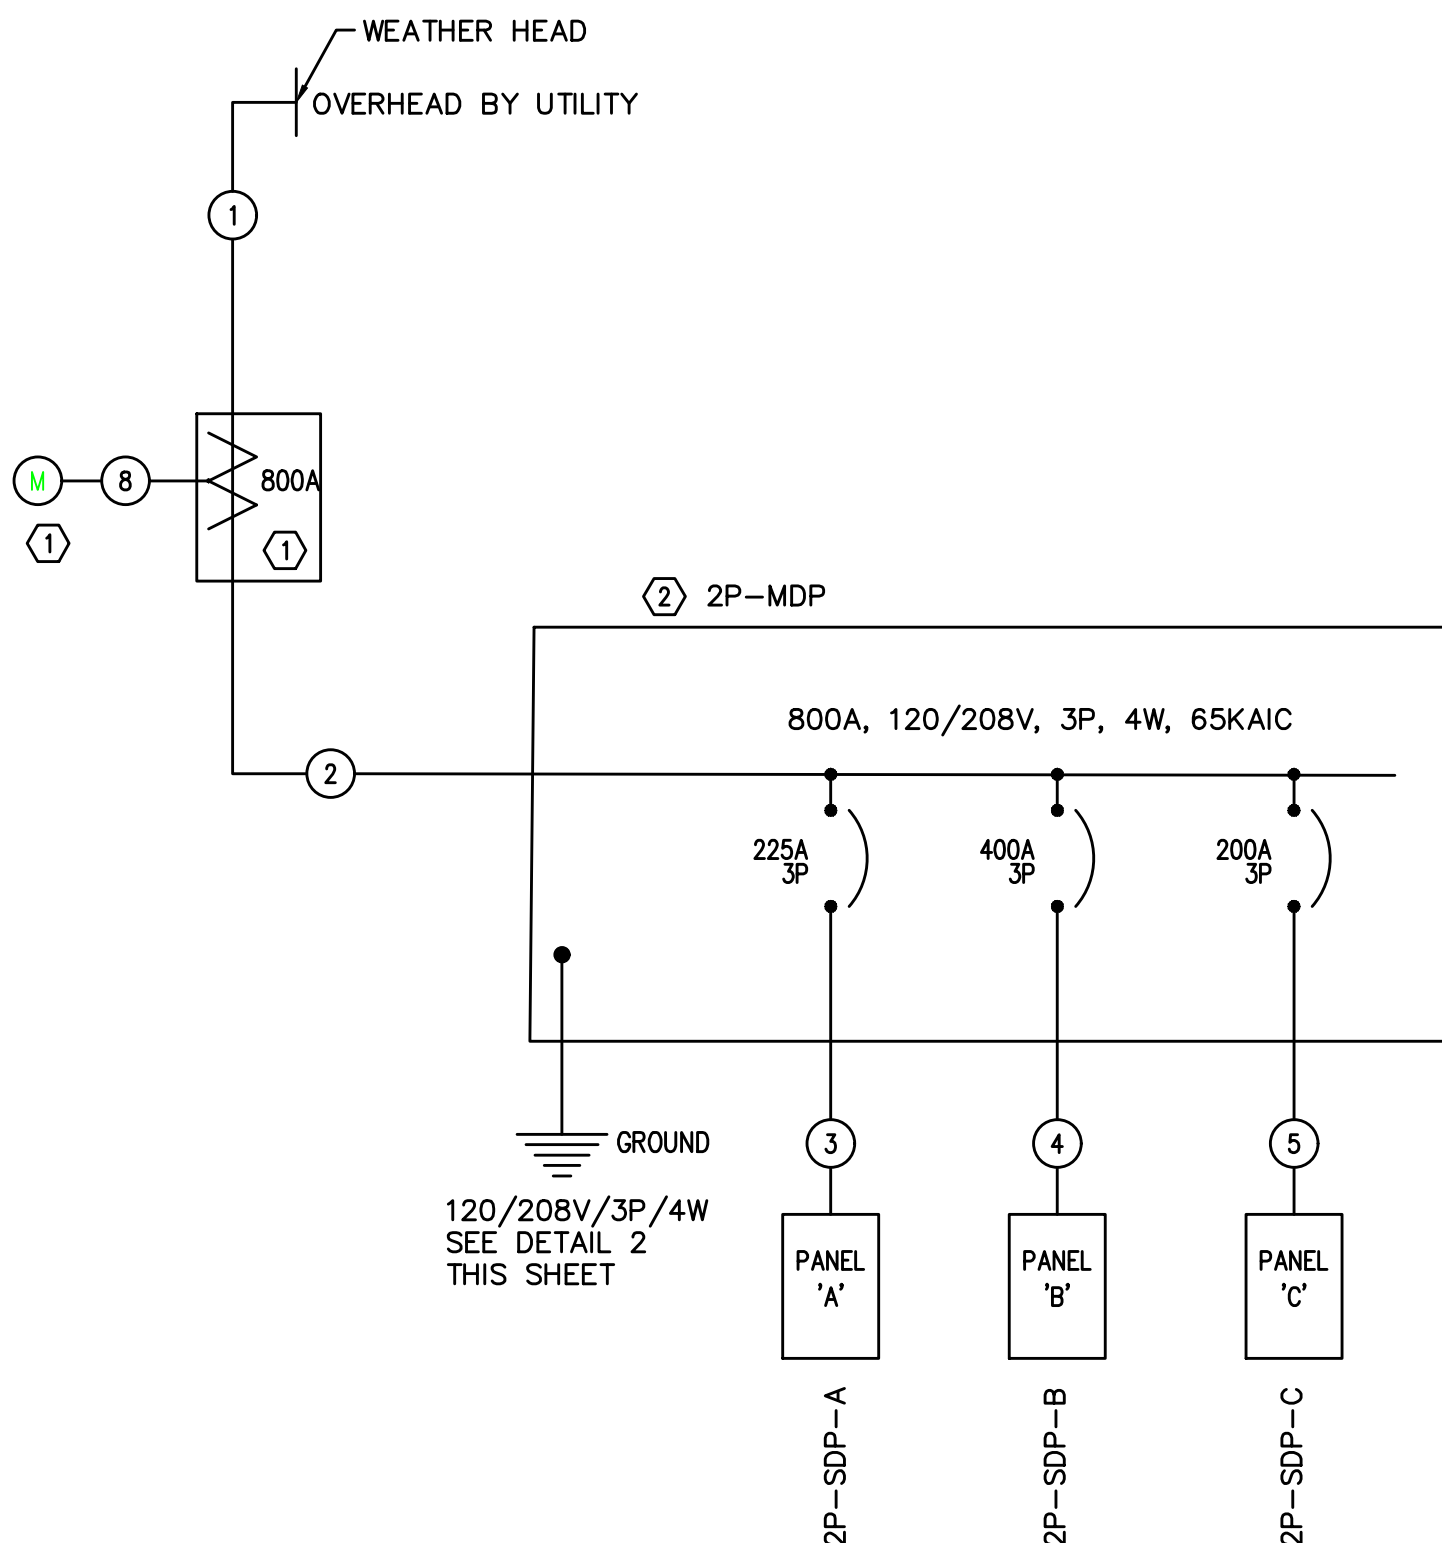 WEATHER HEAD
OVERHEAD BY UTILITY
1
M
8
800A
1
1
2 2P-MDP
800A, 120/208V, 3P, 4W, 65KAIC
2
225A
3P
400A
3P
200A
3P
GROUND
120/208V/3P/4W
SEE DETAIL 2
THIS SHEET
3
4
5
PANEL
'A'
PANEL
'B'
PANEL
'C'
2P-SDP-A
2P-SDP-B
2P-SDP-C